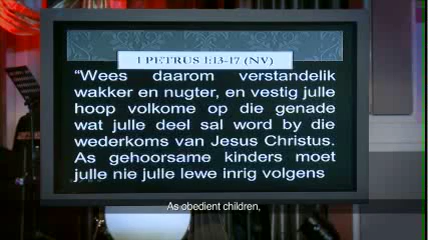 1 PETRUS 1:13-17 (NV)
“Wees daarom verstandelik
wakker en nugter, en vestig julle
hoop volkome op die genade
wat julle deel sal word by die
wederkoms van Jesus Christus.
As gehoorsame kinders moet
julle nie julle lewe inrig volgens
As obedient children,